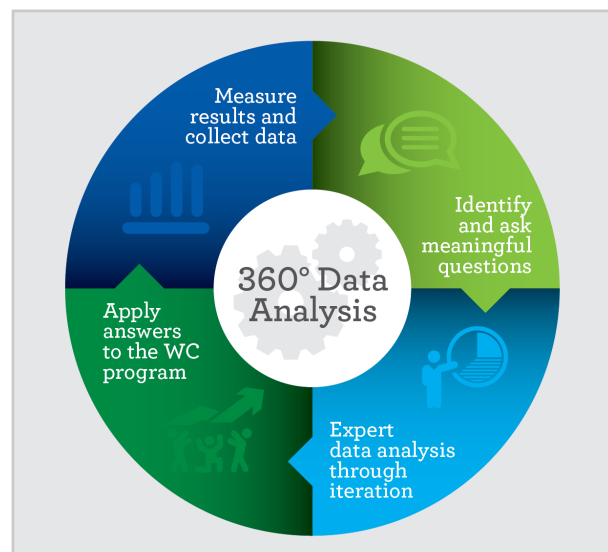 Measure
results and
collect data
Identify
and ask
meaningful
questions
360° Data
Analysis
Apply
answers
to the WC
program
Expert
data analysis
through
iteration